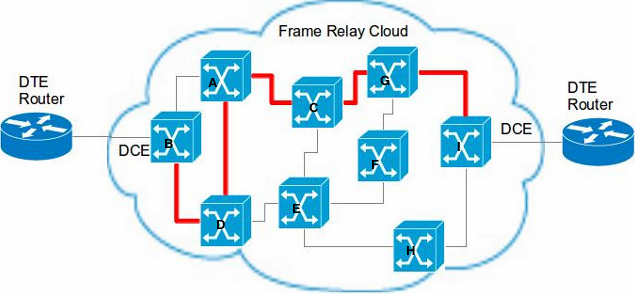 Frame Relay Cloud
DTE
Router
DCE
A
B
C
D
E
F
G
H
I
DCE
DTE
Router